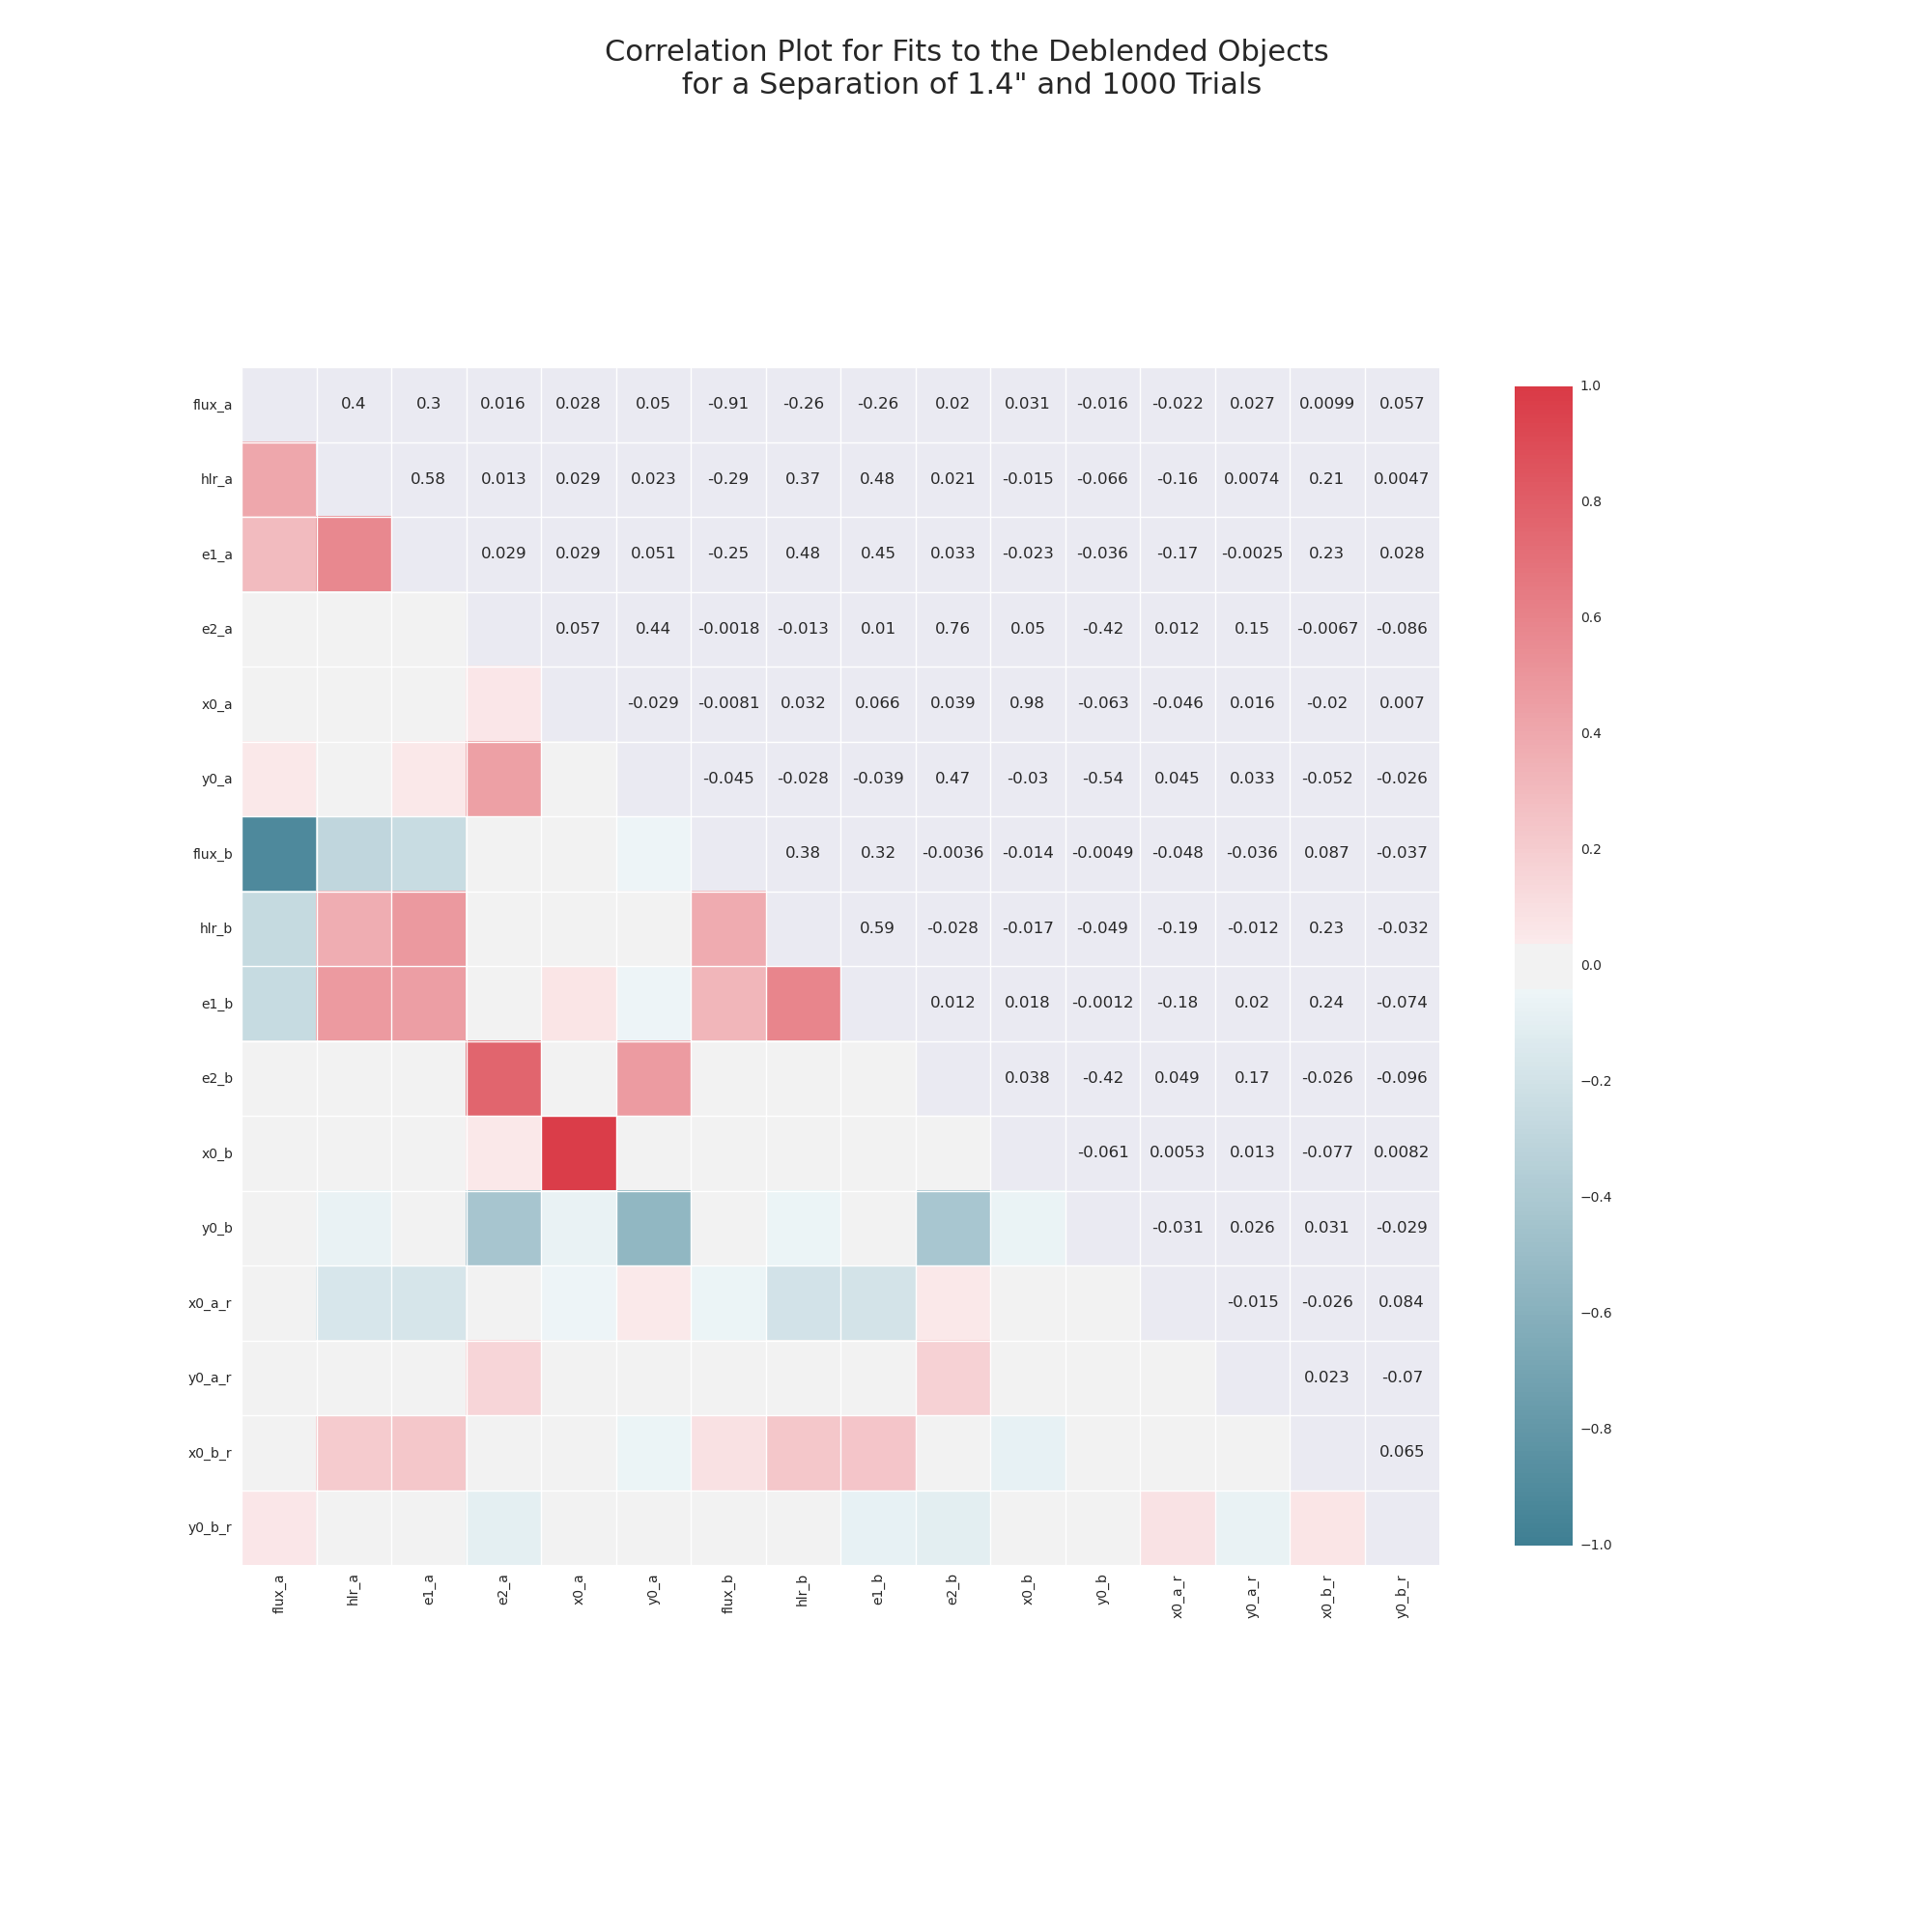 Correlation Plot for Fits to the Deblended Objects
for a Separation of 1.4" and 1000 Trials
flux_a 0.4 0.3 0.016 0.028 0.05 -0.91 -0.26 -0.26 0.02 0.031 -0.016 -0.022 0.027 0.0099 0.057
hlr_a 0.58 0.013 0.029 0.023 -0.29 0.37 0.48 0.021 -0.015 -0.066 -0.16 0.0074 0.21 0.0047
e1_a 0.029 0.029 0.051 -0.25 0.48 0.45 0.033 -0.023 -0.036 -0.17 -0.0025 0.23 0.028
e2_a 0.057 0.44 -0.0018 -0.013 0.01 0.76 0.05 -0.42 0.012 0.15 -0.0067 -0.086
x0_a -0.029 -0.0081 0.032 0.066 0.039 0.98 -0.063 -0.046 0.016 -0.02 0.007
y0_a -0.045 -0.028 -0.039 0.47 -0.03 -0.54 0.045 0.033 -0.052 -0.026
flux_b 0.38 0.32 -0.0036 -0.014 -0.0049 -0.048 -0.036 0.087 -0.037
hlr_b 0.59 -0.028 -0.017 -0.049 -0.19 -0.012 0.23 -0.032
e1_b 0.012 0.018 -0.0012 -0.18 0.02 0.24 -0.074
e2_b 0.038 -0.42 0.049 0.17 -0.026 -0.096
x0_b -0.061 0.0053 0.013 -0.077 0.0082
y0_b -0.031 0.026 0.031 -0.029
x0_a_r -0.015 -0.026 0.084
y0_a_r 0.023 -0.07
x0_b_r 0.065
y0_b_r
flux_a hlr_a e1_a e2_a x0_a y0_a flux_b hlr_b e1_b e2_b x0_b y0_b x0_a_r y0_a_r x0_b_r y0_b_r
1.0
0.8
0.6
0.4
0.2
0.0
−0.2
−0.4
−0.6
−0.8
−1.0